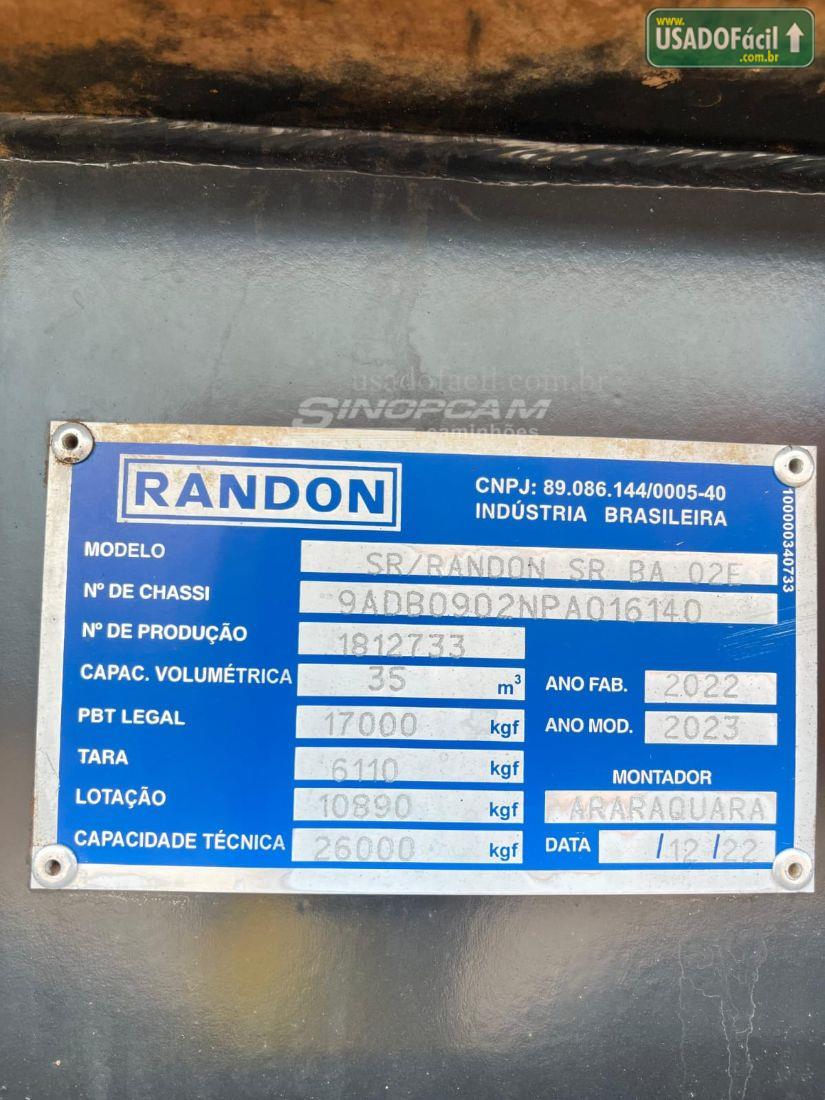 www.
USADOFácil
.com.br
usadofacil.com.br
SINOPCAM
caminhões
RANDON
CNPJ: 89.086.144/0005-40
INDÚSTRIA BRASILEIRA
1000000340733
MODELO SR/RANDON SR BA 02E
Nº DE CHASSI 9ADB0902NPA016140
Nº DE PRODUÇÃO 1812733
CAPAC. VOLUMÉTRICA 35 m³ ANO FAB. 2022
PBT LEGAL 17000 kgf ANO MOD. 2023
TARA 6110 kgf MONTADOR
LOTAÇÃO 10890 kgf ARARAQUARA
CAPACIDADE TÉCNICA 26000 kgf DATA /12/22